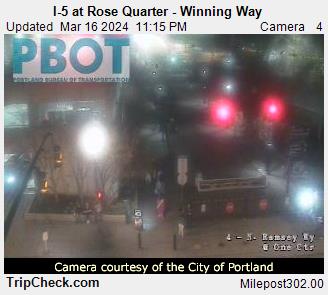 I-5 at Rose Quarter - Winning Way
Updated Mar 16 2024 11:15 PM Camera 4
PBOT
PORTLAND BUREAU OF TRANSPORTATION
4 - N. Ramsey Wy
@ One Ctr
Camera courtesy of the City of Portland
TripCheck.com Milepost302.00